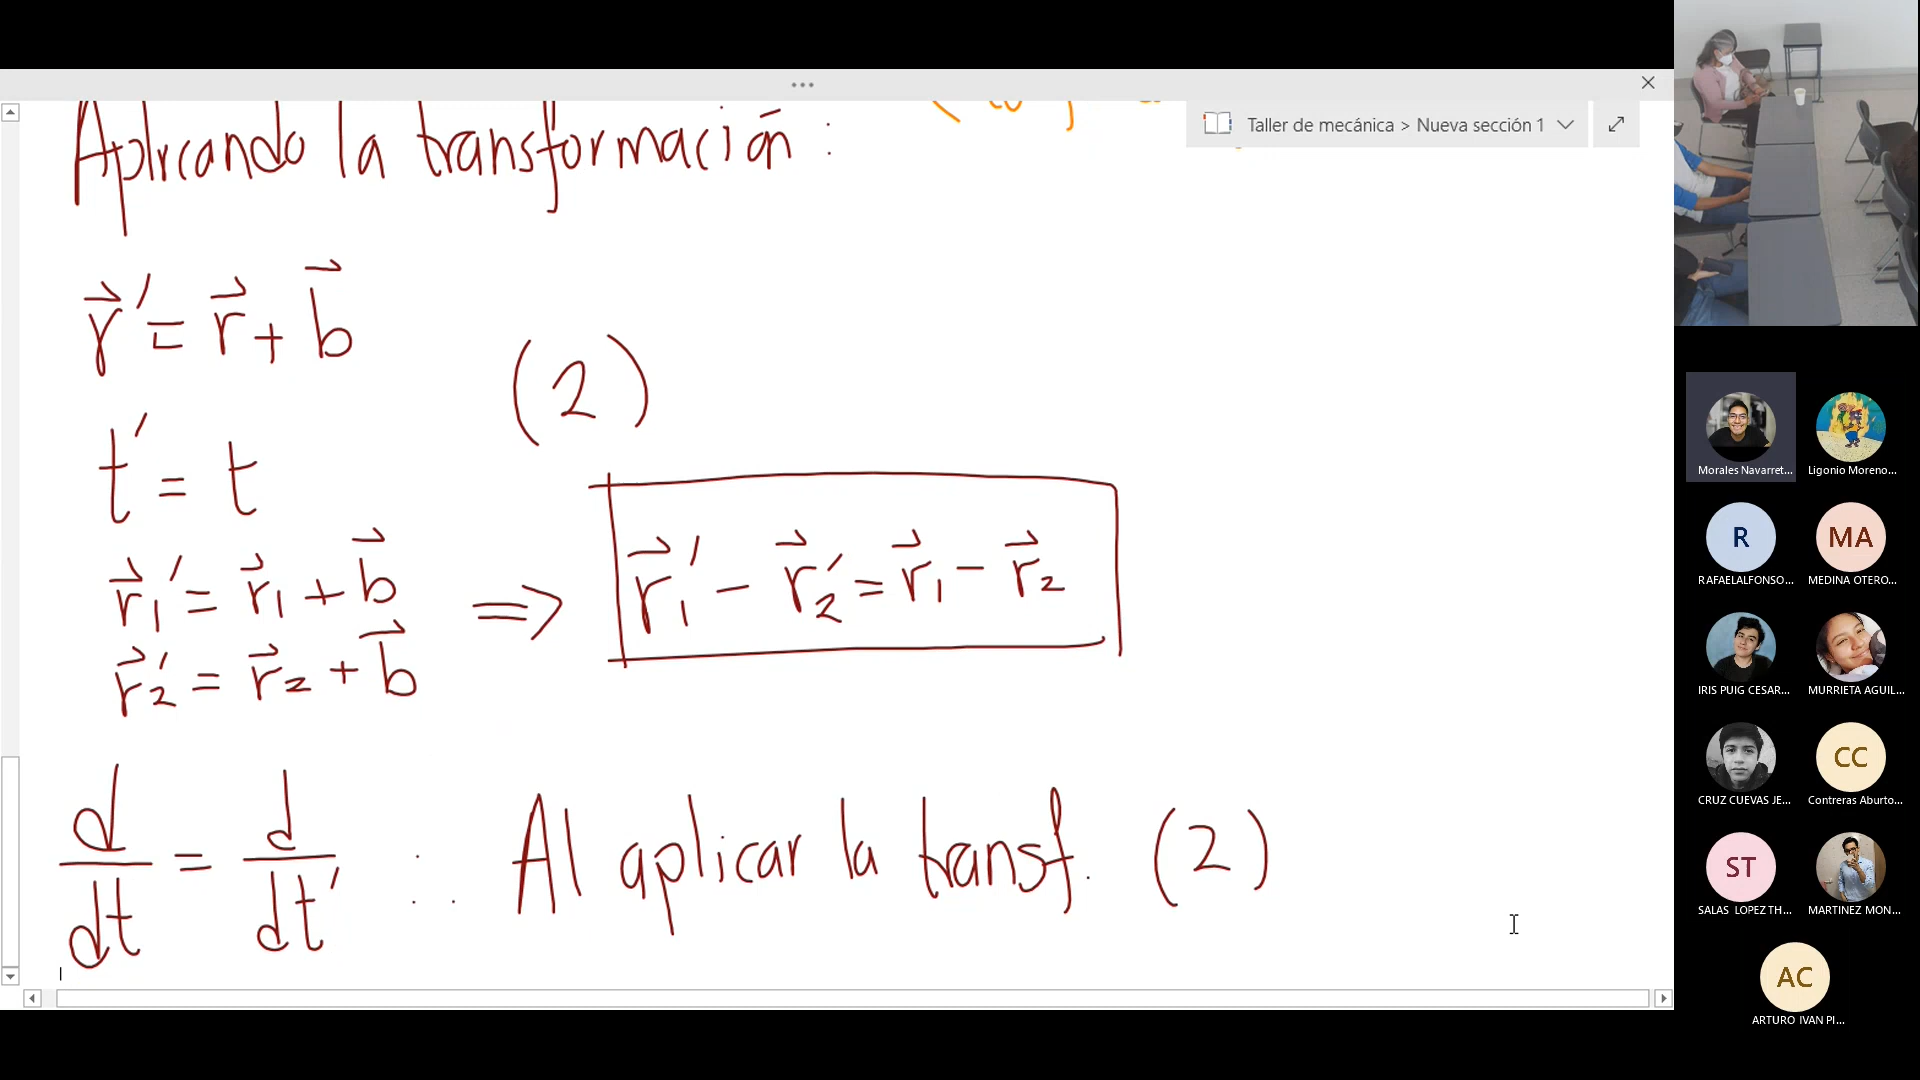 Taller de mecánica > Nueva sección 1
Aplicando la transformación :
r⃗' = r⃗ + b⃗
(2)
t' = t
r⃗₁' = r⃗₁ + b⃗
r⃗₂' = r⃗₂ + b⃗
⟹ r⃗₁' − r⃗₂' = r⃗₁ − r⃗₂
d/dt = d/dt' ∴ Al aplicar la transf. (2)
Morales Navarret...
Ligonio Moreno...
R
RAFAELALFONSO...
MA
MEDINA OTERO...
IRIS PUIG CESAR...
MURRIETA AGUIL...
CRUZ CUEVAS JE...
CC
Contreras Aburto...
ST
SALAS LOPEZ TH...
MARTINEZ MON...
AC
ARTURO IVAN PI...